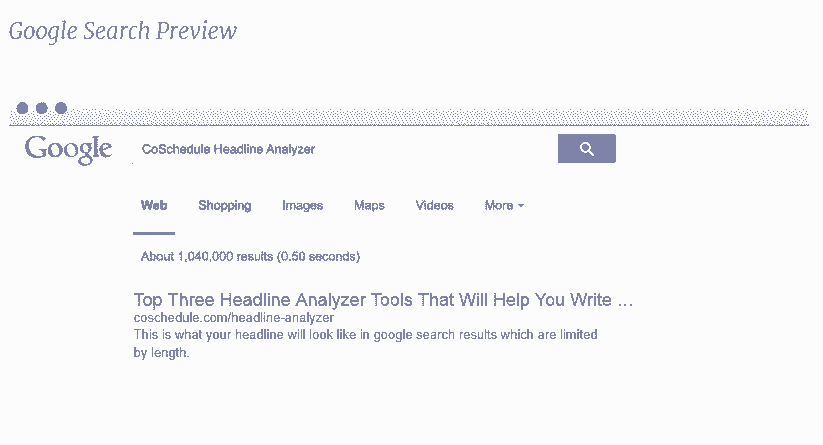 Google Search Preview
Google CoSchedule Headline Analyzer
Web Shopping Images Maps Videos More
About 1,040,000 results (0.50 seconds)
Top Three Headline Analyzer Tools That Will Help You Write ...
coschedule.com/headline-analyzer
This is what your headline will look like in google search results which are limited
by length.